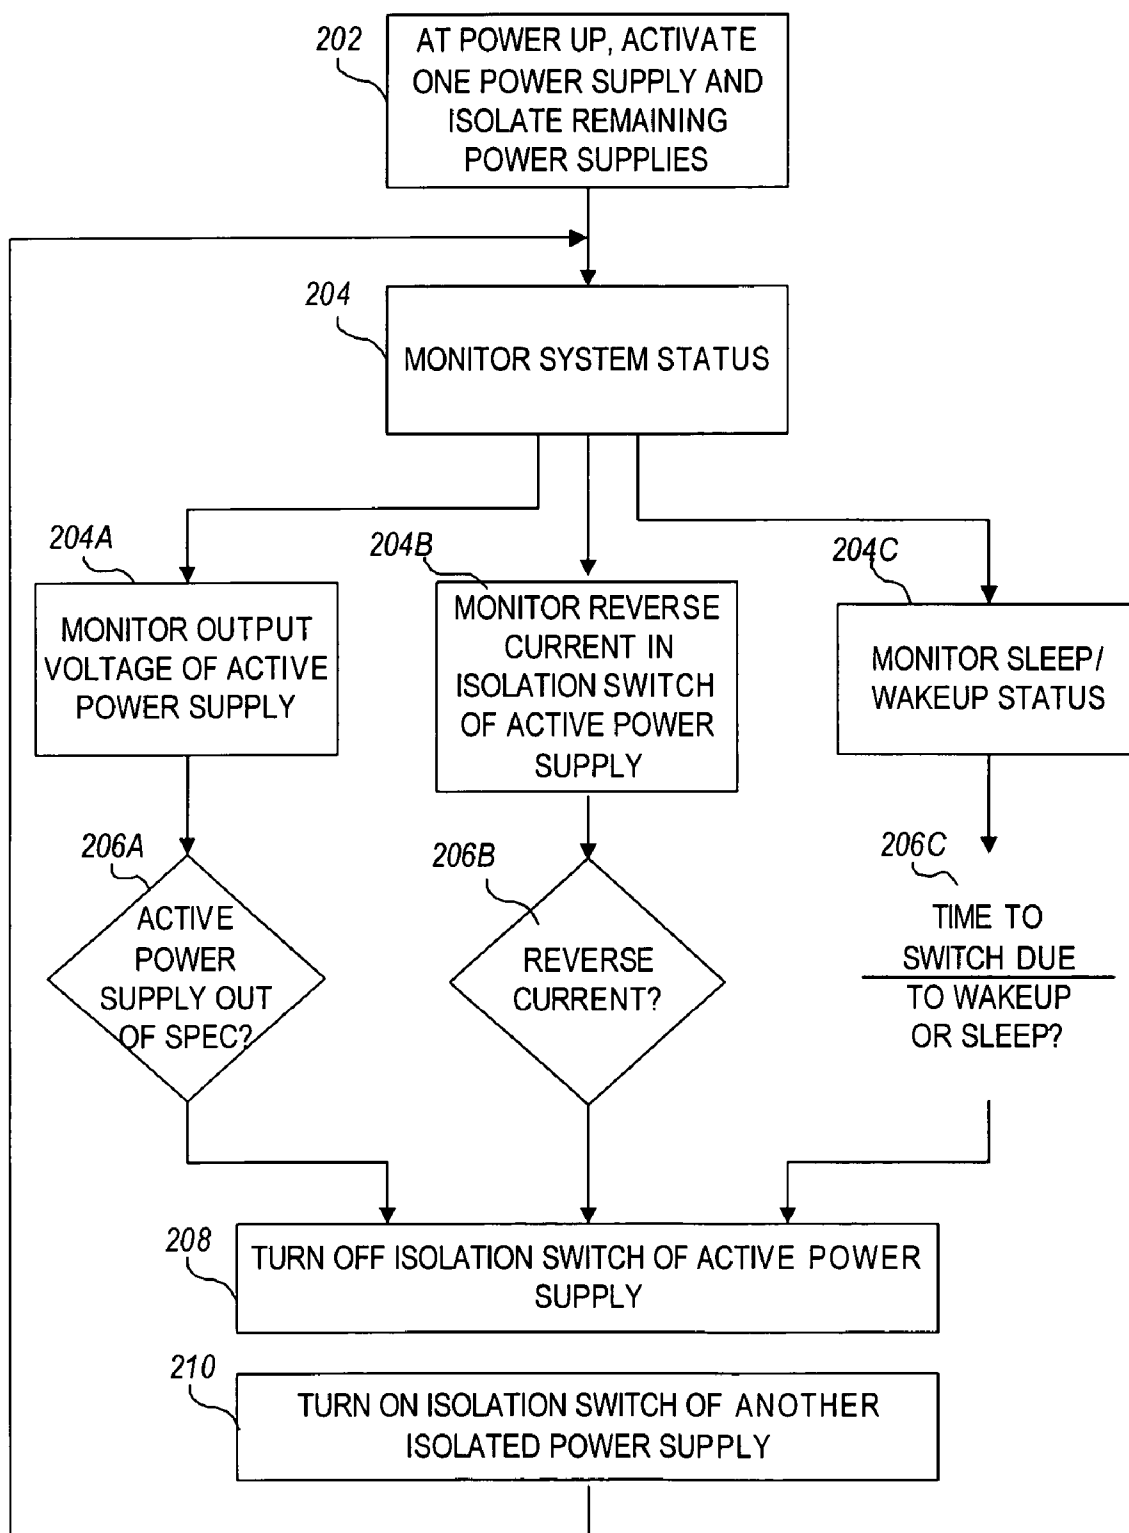 202
AT POWER UP, ACTIVATE
ONE POWER SUPPLY AND
ISOLATE REMAINING
POWER SUPPLIES
204
MONITOR SYSTEM STATUS
204A
MONITOR OUTPUT
VOLTAGE OF ACTIVE
POWER SUPPLY
204B
MONITOR REVERSE
CURRENT IN
ISOLATION SWITCH
OF ACTIVE POWER
SUPPLY
204C
MONITOR SLEEP/
WAKEUP STATUS
206A
ACTIVE
POWER
SUPPLY OUT
OF SPEC?
206B
REVERSE
CURRENT?
206C
TIME TO
SWITCH DUE
TO WAKEUP
OR SLEEP?
208
TURN OFF ISOLATION SWITCH OF ACTIVE POWER
SUPPLY
210
TURN ON ISOLATION SWITCH OF ANOTHER
ISOLATED POWER SUPPLY